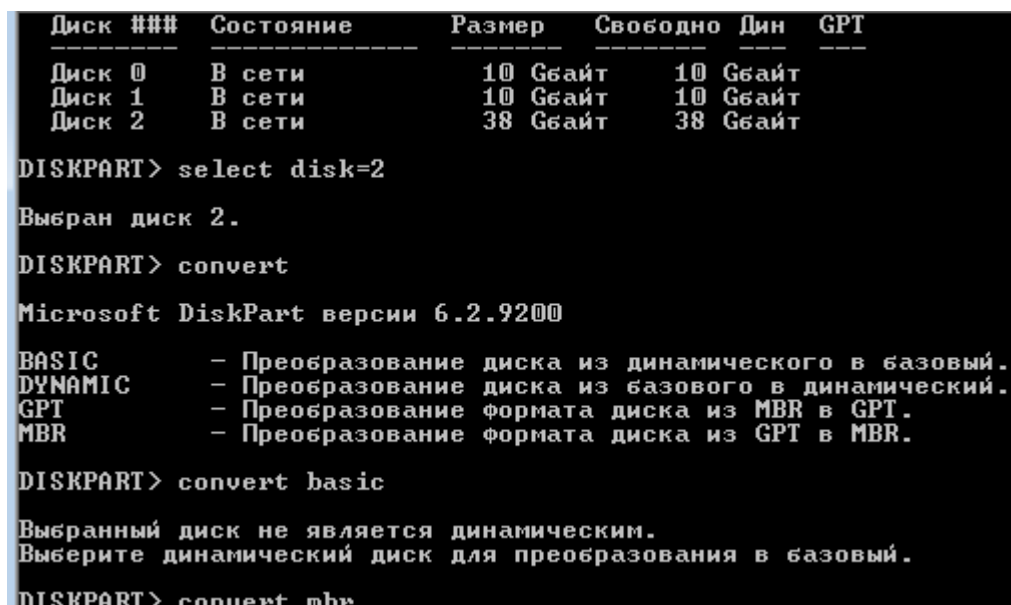 Диск ### Состояние Размер Свободно Дин GPT
-------- ------------- ------- ------- --- ---
Диск 0 В сети 10 Gбайт 10 Gбайт
Диск 1 В сети 10 Gбайт 10 Gбайт
Диск 2 В сети 38 Gбайт 38 Gбайт
DISKPART> select disk=2
Выбран диск 2.
DISKPART> convert
Microsoft DiskPart версии 6.2.9200
BASIC - Преобразование диска из динамического в базовый.
DYNAMIC - Преобразование диска из базового в динамический.
GPT - Преобразование формата диска из MBR в GPT.
MBR - Преобразование формата диска из GPT в MBR.
DISKPART> convert basic
Выбранный диск не является динамическим.
Выберите динамический диск для преобразования в базовый.
DISKPART> convert mbr